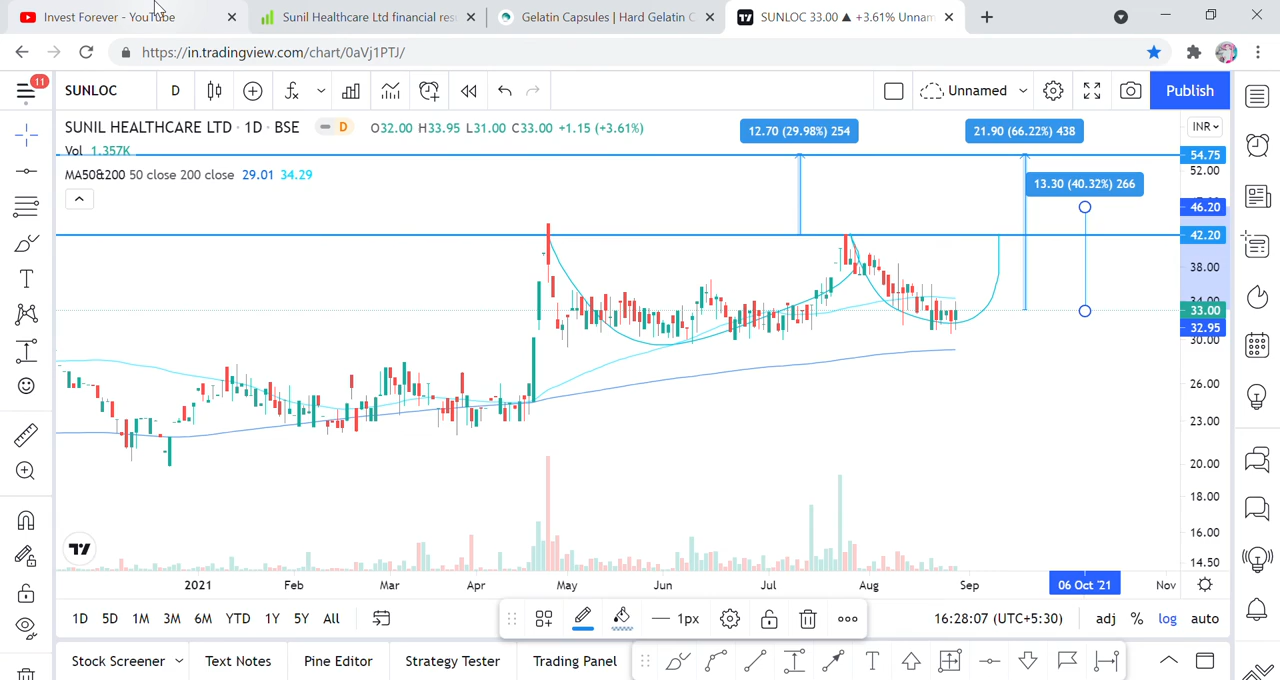 Invest Forever - YouTube
Sunil Healthcare Ltd financial res
Gelatin Capsules | Hard Gelatin C
SUNLOC 33.00 ▲ +3.61% Unnam
https://in.tradingview.com/chart/0aVj1PTJ/
11
SUNLOC
D
Unnamed
Publish
SUNIL HEALTHCARE LTD · 1D · BSE
D
O32.00 H33.95 L31.00 C33.00 +1.15 (+3.61%)
INR
Vol 1.357K
MA50&200 50 close 200 close 29.01 34.29
12.70 (29.98%) 254
21.90 (66.22%) 438
13.30 (40.32%) 266
54.75
52.00
46.20
42.20
38.00
34.00
33.00
32.95
30.00
26.00
23.00
20.00
18.00
16.00
14.50
2021
Feb
Mar
Apr
May
Jun
Jul
Aug
Sep
06 Oct '21
Nov
1D 5D 1M 3M 6M YTD 1Y 5Y All
1px
16:28:07 (UTC+5:30)
adj % log auto
Stock Screener
Text Notes
Pine Editor
Strategy Tester
Trading Panel